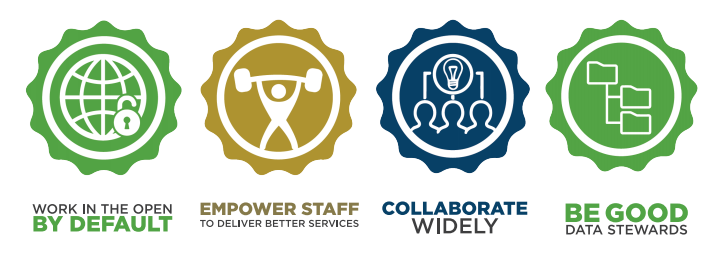 WORK IN THE OPEN
BY DEFAULT
EMPOWER STAFF
TO DELIVER BETTER SERVICES
COLLABORATE
WIDELY
BE GOOD
DATA STEWARDS